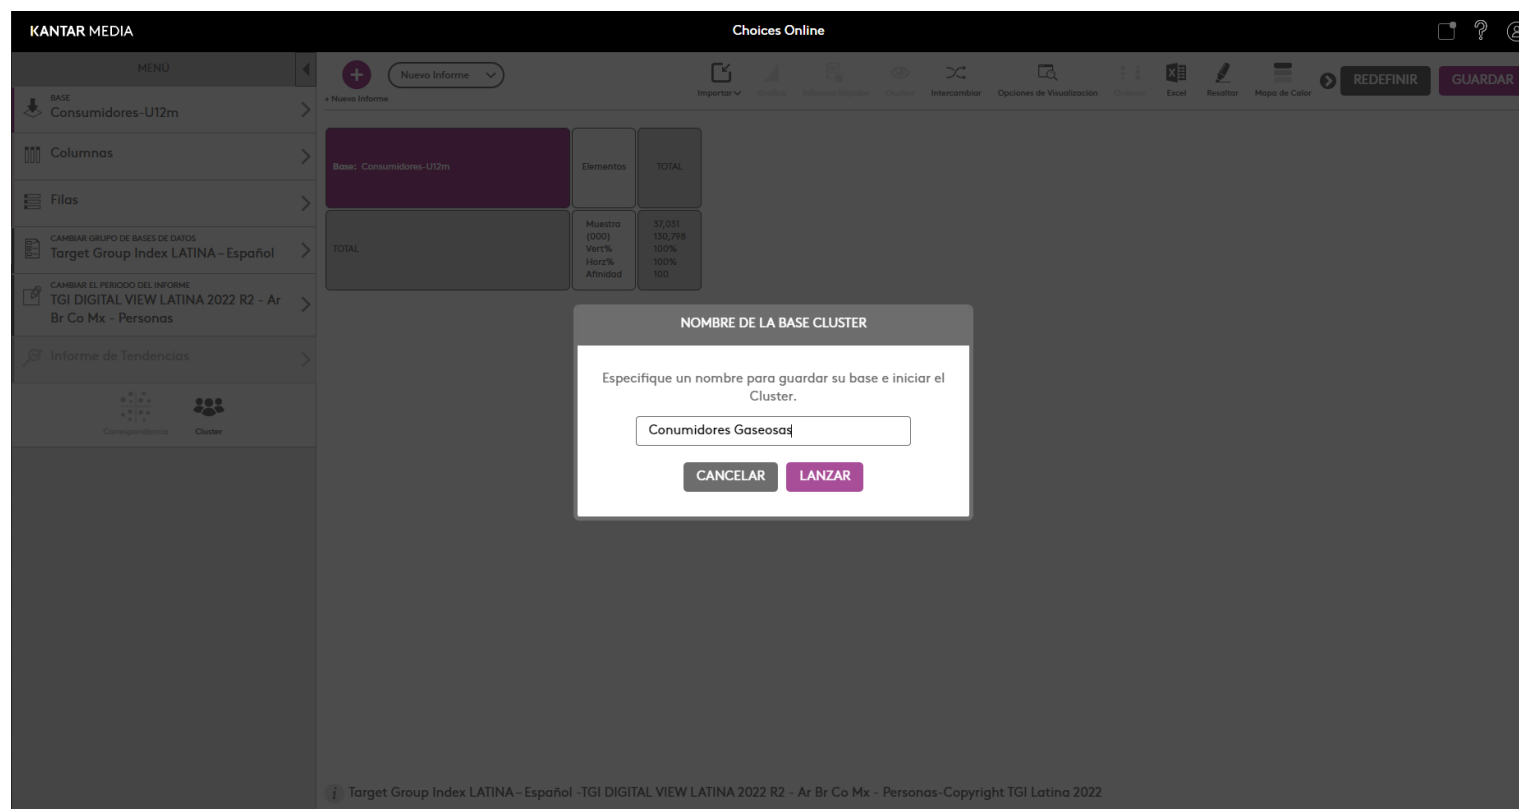 KANTAR MEDIA
Choices Online
MENÚ
BASE
Consumidores-U12m
Columnas
Filas
CAMBIAR GRUPO DE BASES DE DATOS
Target Group Index LATINA – Español
CAMBIAR EL PERIODO DEL INFORME
TGI DIGITAL VIEW LATINA 2022 R2 - Ar
Br Co Mx - Personas
Informe de Tendencias
Correspondencia
Cluster
+ Nuevo Informe
Nuevo Informe
Importar
Gráfico
Intercambiar
Opciones de Visualización
Excel
Resaltar
Mapa de Calor
REDEFINIR
GUARDAR
Base: Consumidores-U12m
Elementos
TOTAL
TOTAL
Muestra
(000)
Vert%
Horz%
Afinidad
37,031
130,798
100%
100%
100
NOMBRE DE LA BASE CLUSTER
Especifique un nombre para guardar su base e iniciar el
Cluster.
Conumidores Gaseosas
CANCELAR
LANZAR
i Target Group Index LATINA – Español -TGI DIGITAL VIEW LATINA 2022 R2 - Ar Br Co Mx - Personas-Copyright TGI Latina 2022